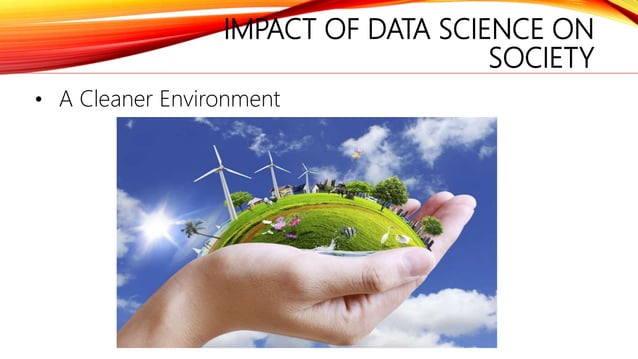 IMPACT OF DATA SCIENCE ON
SOCIETY
• A Cleaner Environment